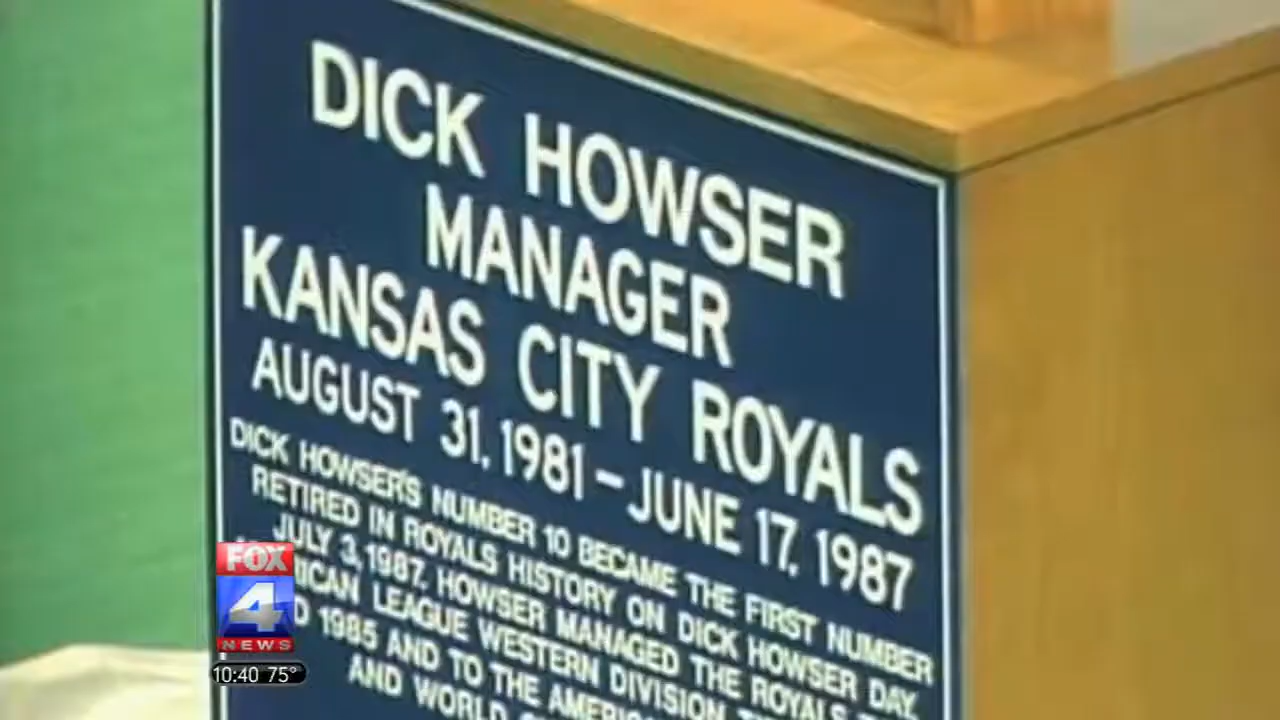 DICK HOWSER
MANAGER
KANSAS CITY ROYALS
AUGUST 31, 1981 – JUNE 17, 1987
DICK HOWSER'S NUMBER 10 BECAME THE FIRST NUMBER
RETIRED IN ROYALS HISTORY ON DICK HOWSER DAY,
JULY 3, 1987. HOWSER MANAGED THE ROYALS
LEAGUE WESTERN DIVISION
1985 AND TO THE
AND WORLD
FOX
4
NEWS
10:40 75°